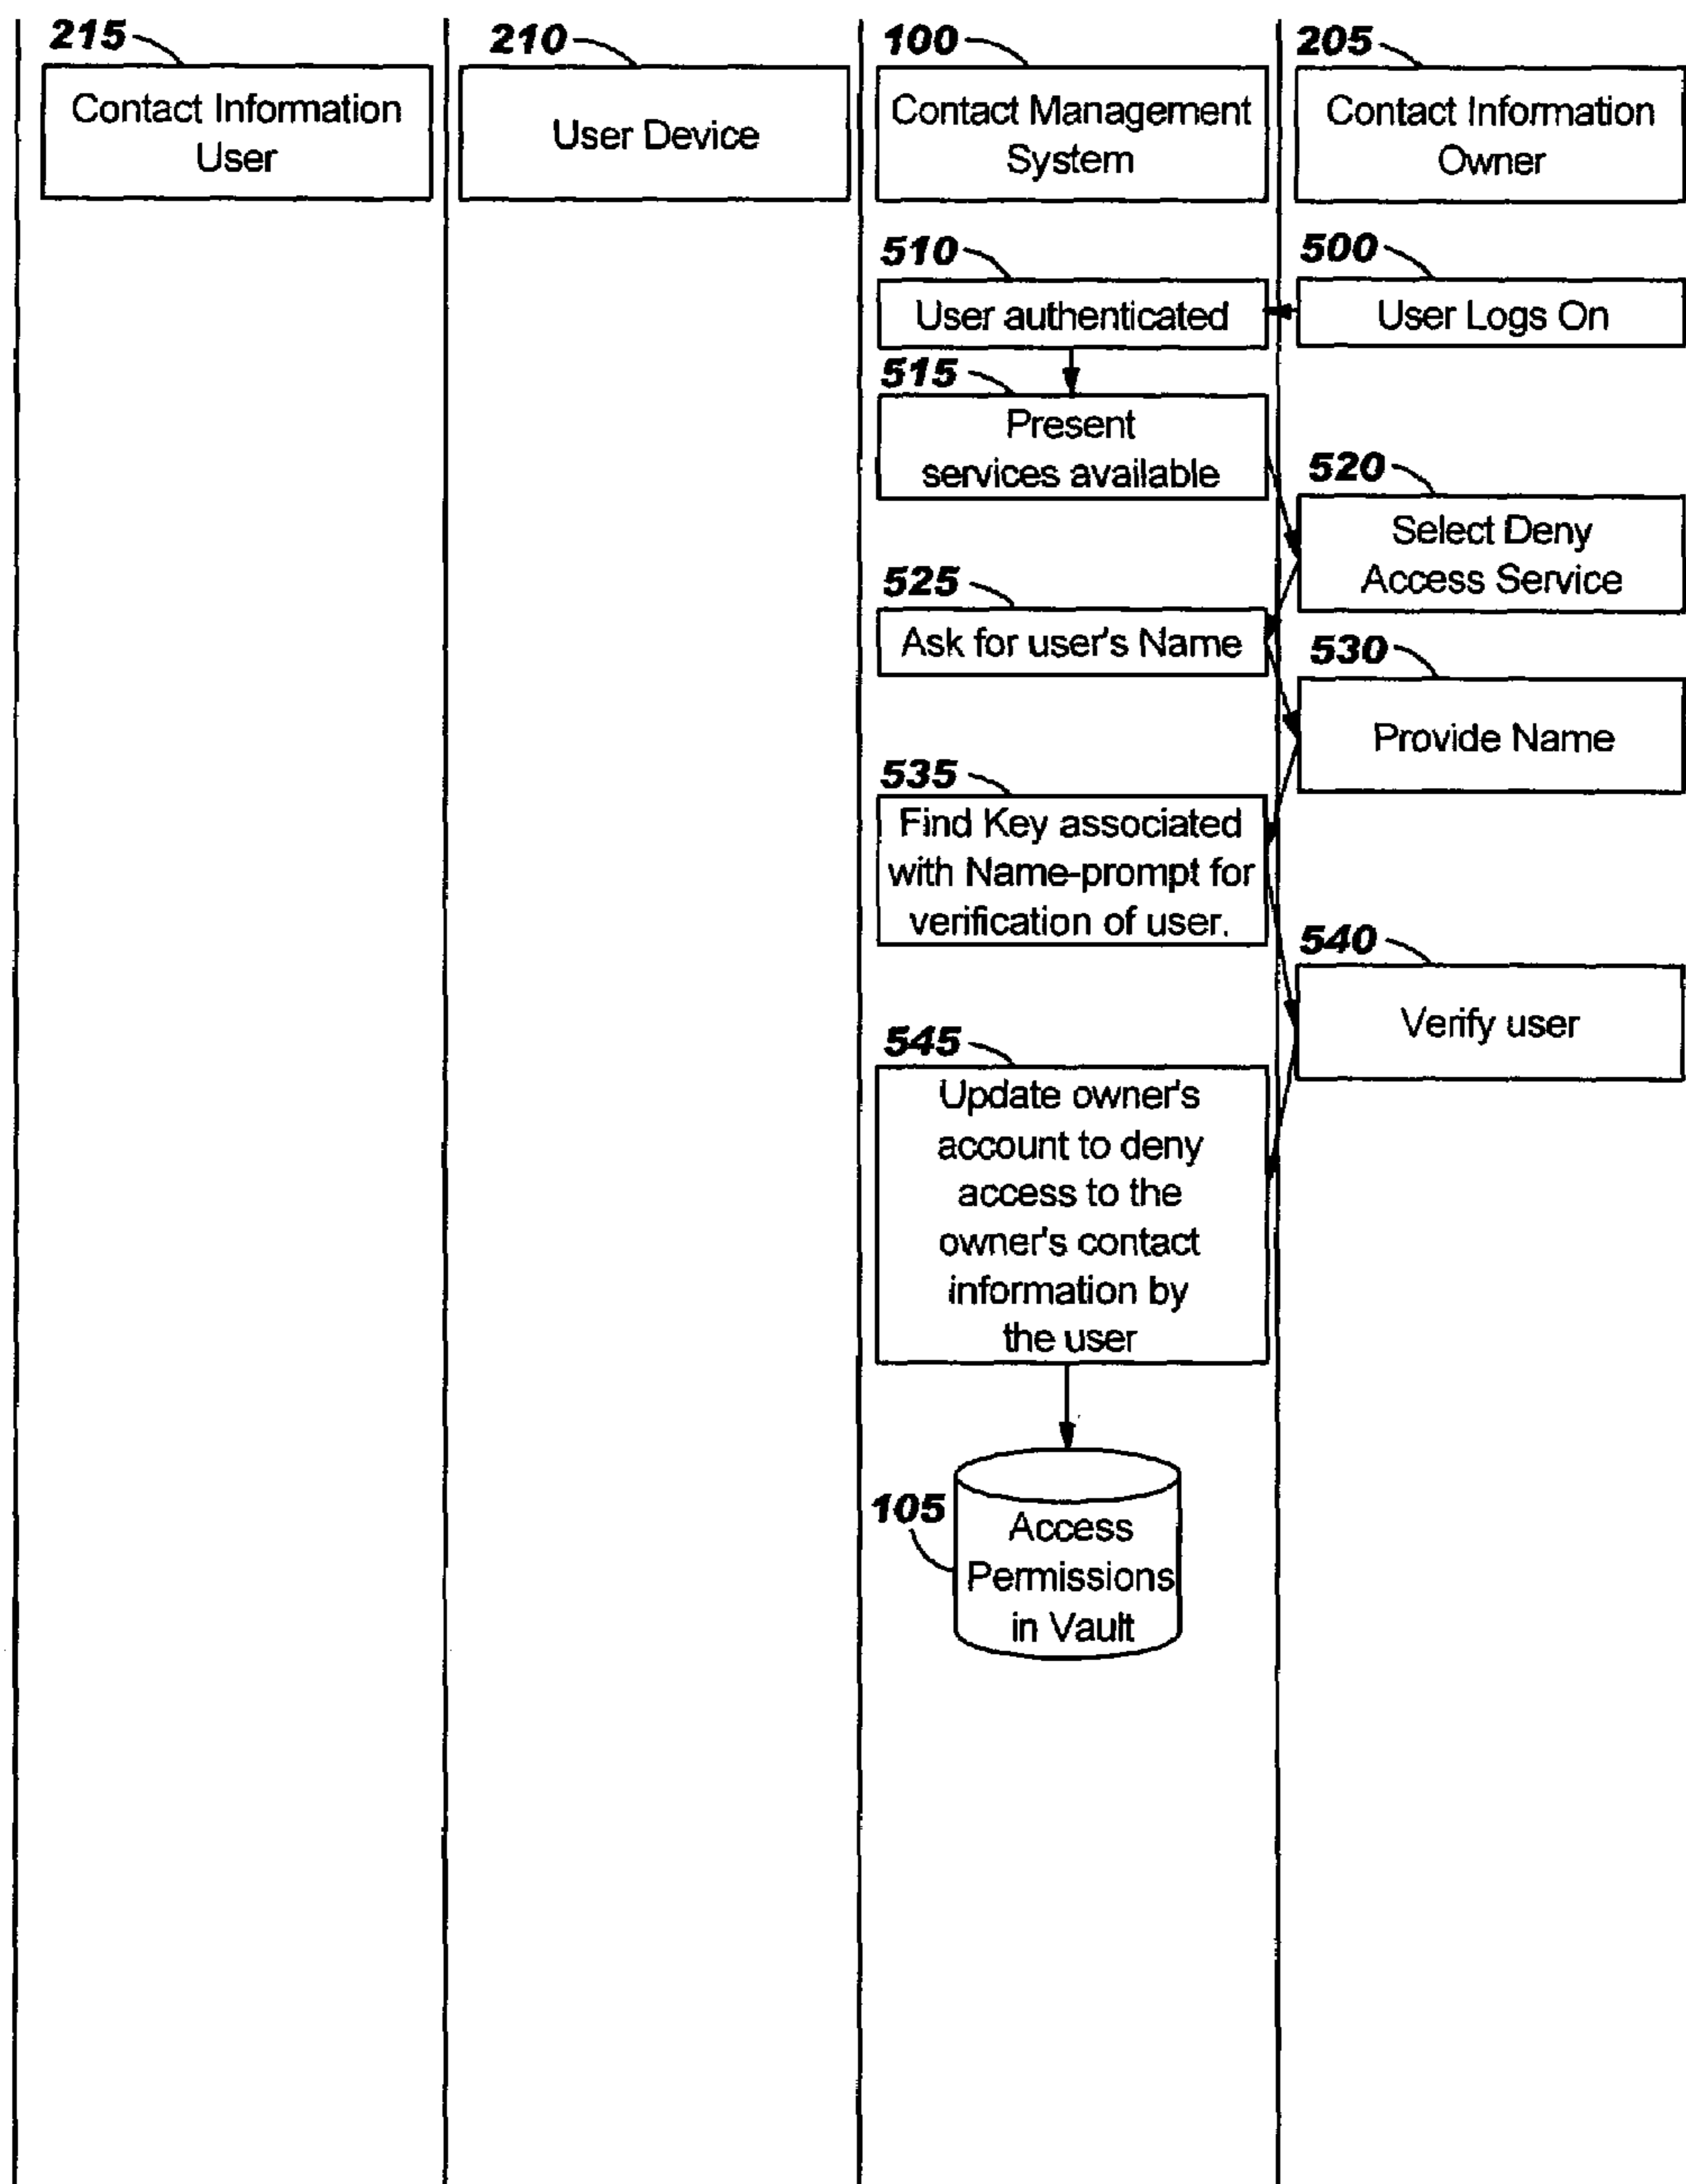 215
210
100
205
Contact Information
User
User Device
Contact Management
System
Contact Information
Owner
510
500
User authenticated
User Logs On
515
Present
services available
520
Select Deny
Access Service
525
Ask for user's Name
530
Provide Name
535
Find Key associated
with Name-prompt for
verification of user.
540
Verify user
545
Update owner's
account to deny
access to the
owner's contact
information by
the user
105
Access
Permissions
in Vault